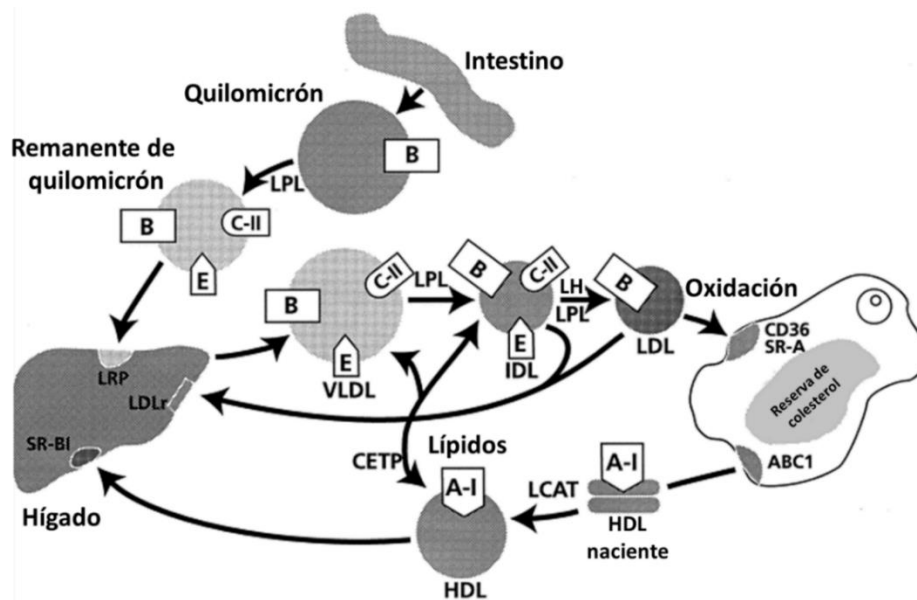 Intestino
Quilomicrón
B
LPL
Remanente de
quilomicrón
B
C-II
E
C-II
LPL
B
C-II
LH
LPL
B
Oxidación
B
E
VLDL
E
IDL
LDL
CD36
SR-A
Reserva de
colesterol
LRP
LDLr
SR-BI
Hígado
CETP
Lípidos
A-I
HDL
LCAT
A-I
HDL
naciente
ABC1